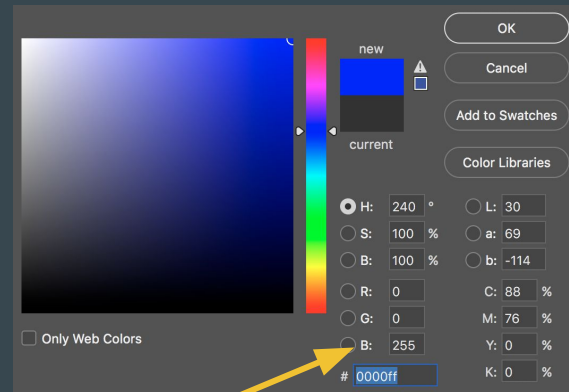 new
current
OK
Cancel
Add to Swatches
Color Libraries
H: 240 °
S: 100 %
B: 100 %
R: 0
G: 0
B: 255
# 0000ff
L: 30
a: 69
b: -114
C: 88 %
M: 76 %
Y: 0 %
K: 0 %
Only Web Colors